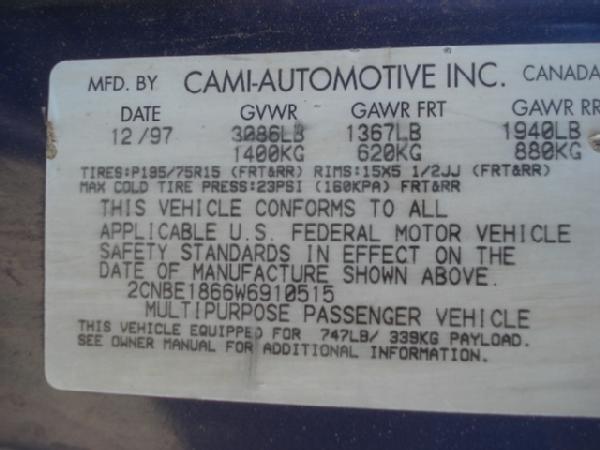 MFD. BY CAMI-AUTOMOTIVE INC. CANADA
DATE GVWR GAWR FRT GAWR RR
12/97 3086LB 1367LB 1940LB
1400KG 620KG 880KG
TIRES:P195/75R15 (FRT&RR) RIMS:15X5 1/2JJ (FRT&RR)
MAX COLD TIRE PRESS:23PSI (160KPA) FRT&RR
THIS VEHICLE CONFORMS TO ALL
APPLICABLE U.S. FEDERAL MOTOR VEHICLE
SAFETY STANDARDS IN EFFECT ON THE
DATE OF MANUFACTURE SHOWN ABOVE.
2CNBE1866W6910515
MULTIPURPOSE PASSENGER VEHICLE
THIS VEHICLE EQUIPPED FOR 747LB/ 339KG PAYLOAD.
SEE OWNER MANUAL FOR ADDITIONAL INFORMATION.